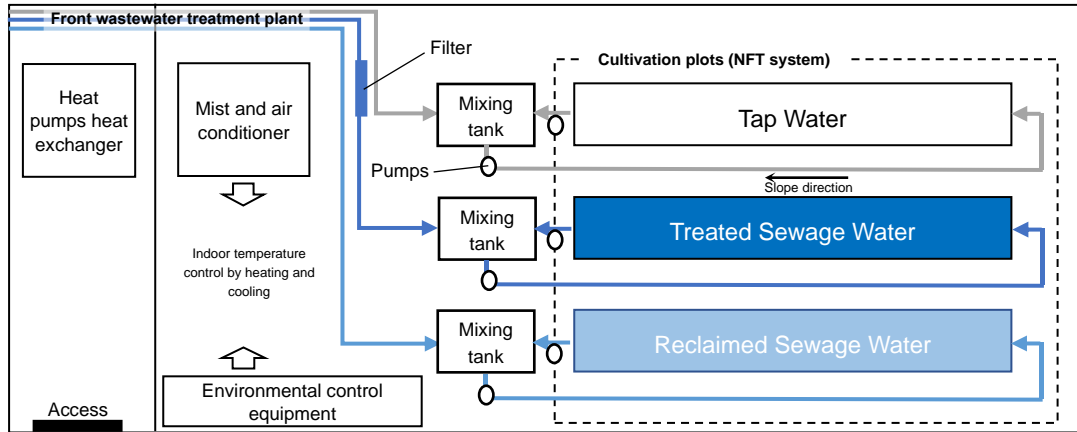 Front wastewater treatment plant
Filter
Cultivation plots (NFT system)
Heat
pumps heat
exchanger
Mist and air
conditioner
Mixing
tank
Tap Water
Pumps
Slope direction
Mixing
tank
Treated Sewage Water
Indoor temperature
control by heating and
cooling
Mixing
tank
Reclaimed Sewage Water
Environmental control
equipment
Access